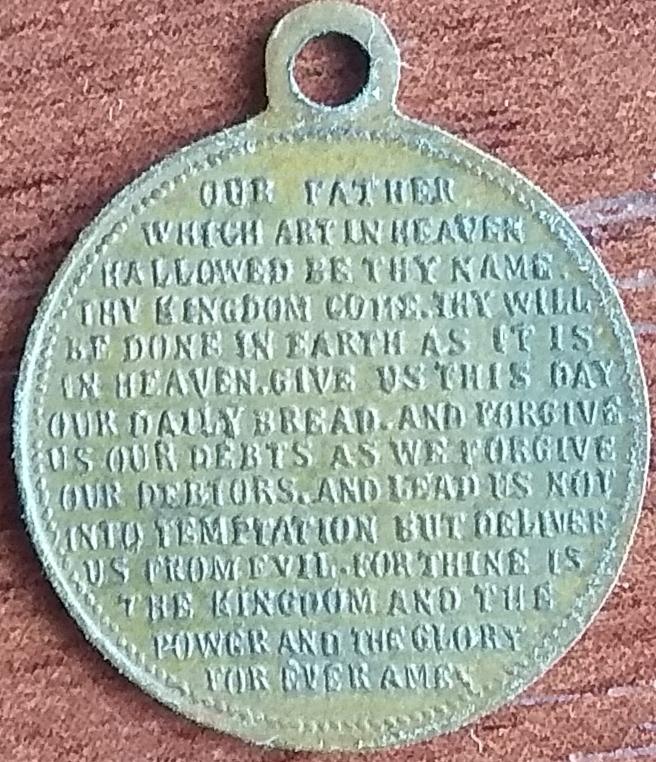 OUR FATHER
WHICH ART IN HEAVEN
HALLOWED BE THY NAME.
THY KINGDOM COME.THY WILL
BE DONE IN EARTH AS IT IS
IN HEAVEN.GIVE US THIS DAY
OUR DAILY BREAD.AND FORGIVE
US OUR DEBTS AS WE FORGIVE
OUR DEBTORS.AND LEAD US NOT
INTO TEMPTATION BUT DELIVER
US FROM EVIL.FOR THINE IS
THE KINGDOM AND THE
POWER AND THE GLORY
FOR EVER AMEN